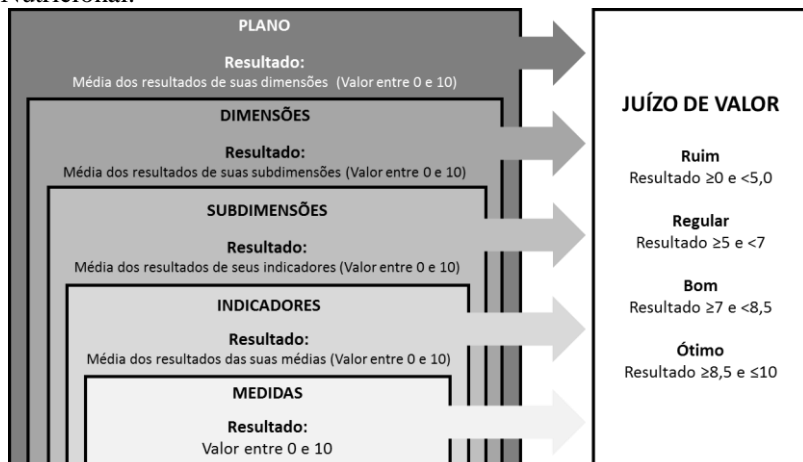 Nutricional.
PLANO
Resultado:
Média dos resultados de suas dimensões (Valor entre 0 e 10)
DIMENSÕES
Resultado:
Média dos resultados de suas subdimensões (Valor entre 0 e 10)
SUBDIMENSÕES
Resultado:
Média dos resultados de seus indicadores (Valor entre 0 e 10)
INDICADORES
Resultado:
Média dos resultados das suas médias (Valor entre 0 e 10)
MEDIDAS
Resultado:
Valor entre 0 e 10
JUÍZO DE VALOR
Ruim
Resultado ≥0 e <5,0
Regular
Resultado ≥5 e <7
Bom
Resultado ≥7 e <8,5
Ótimo
Resultado ≥8,5 e ≤10